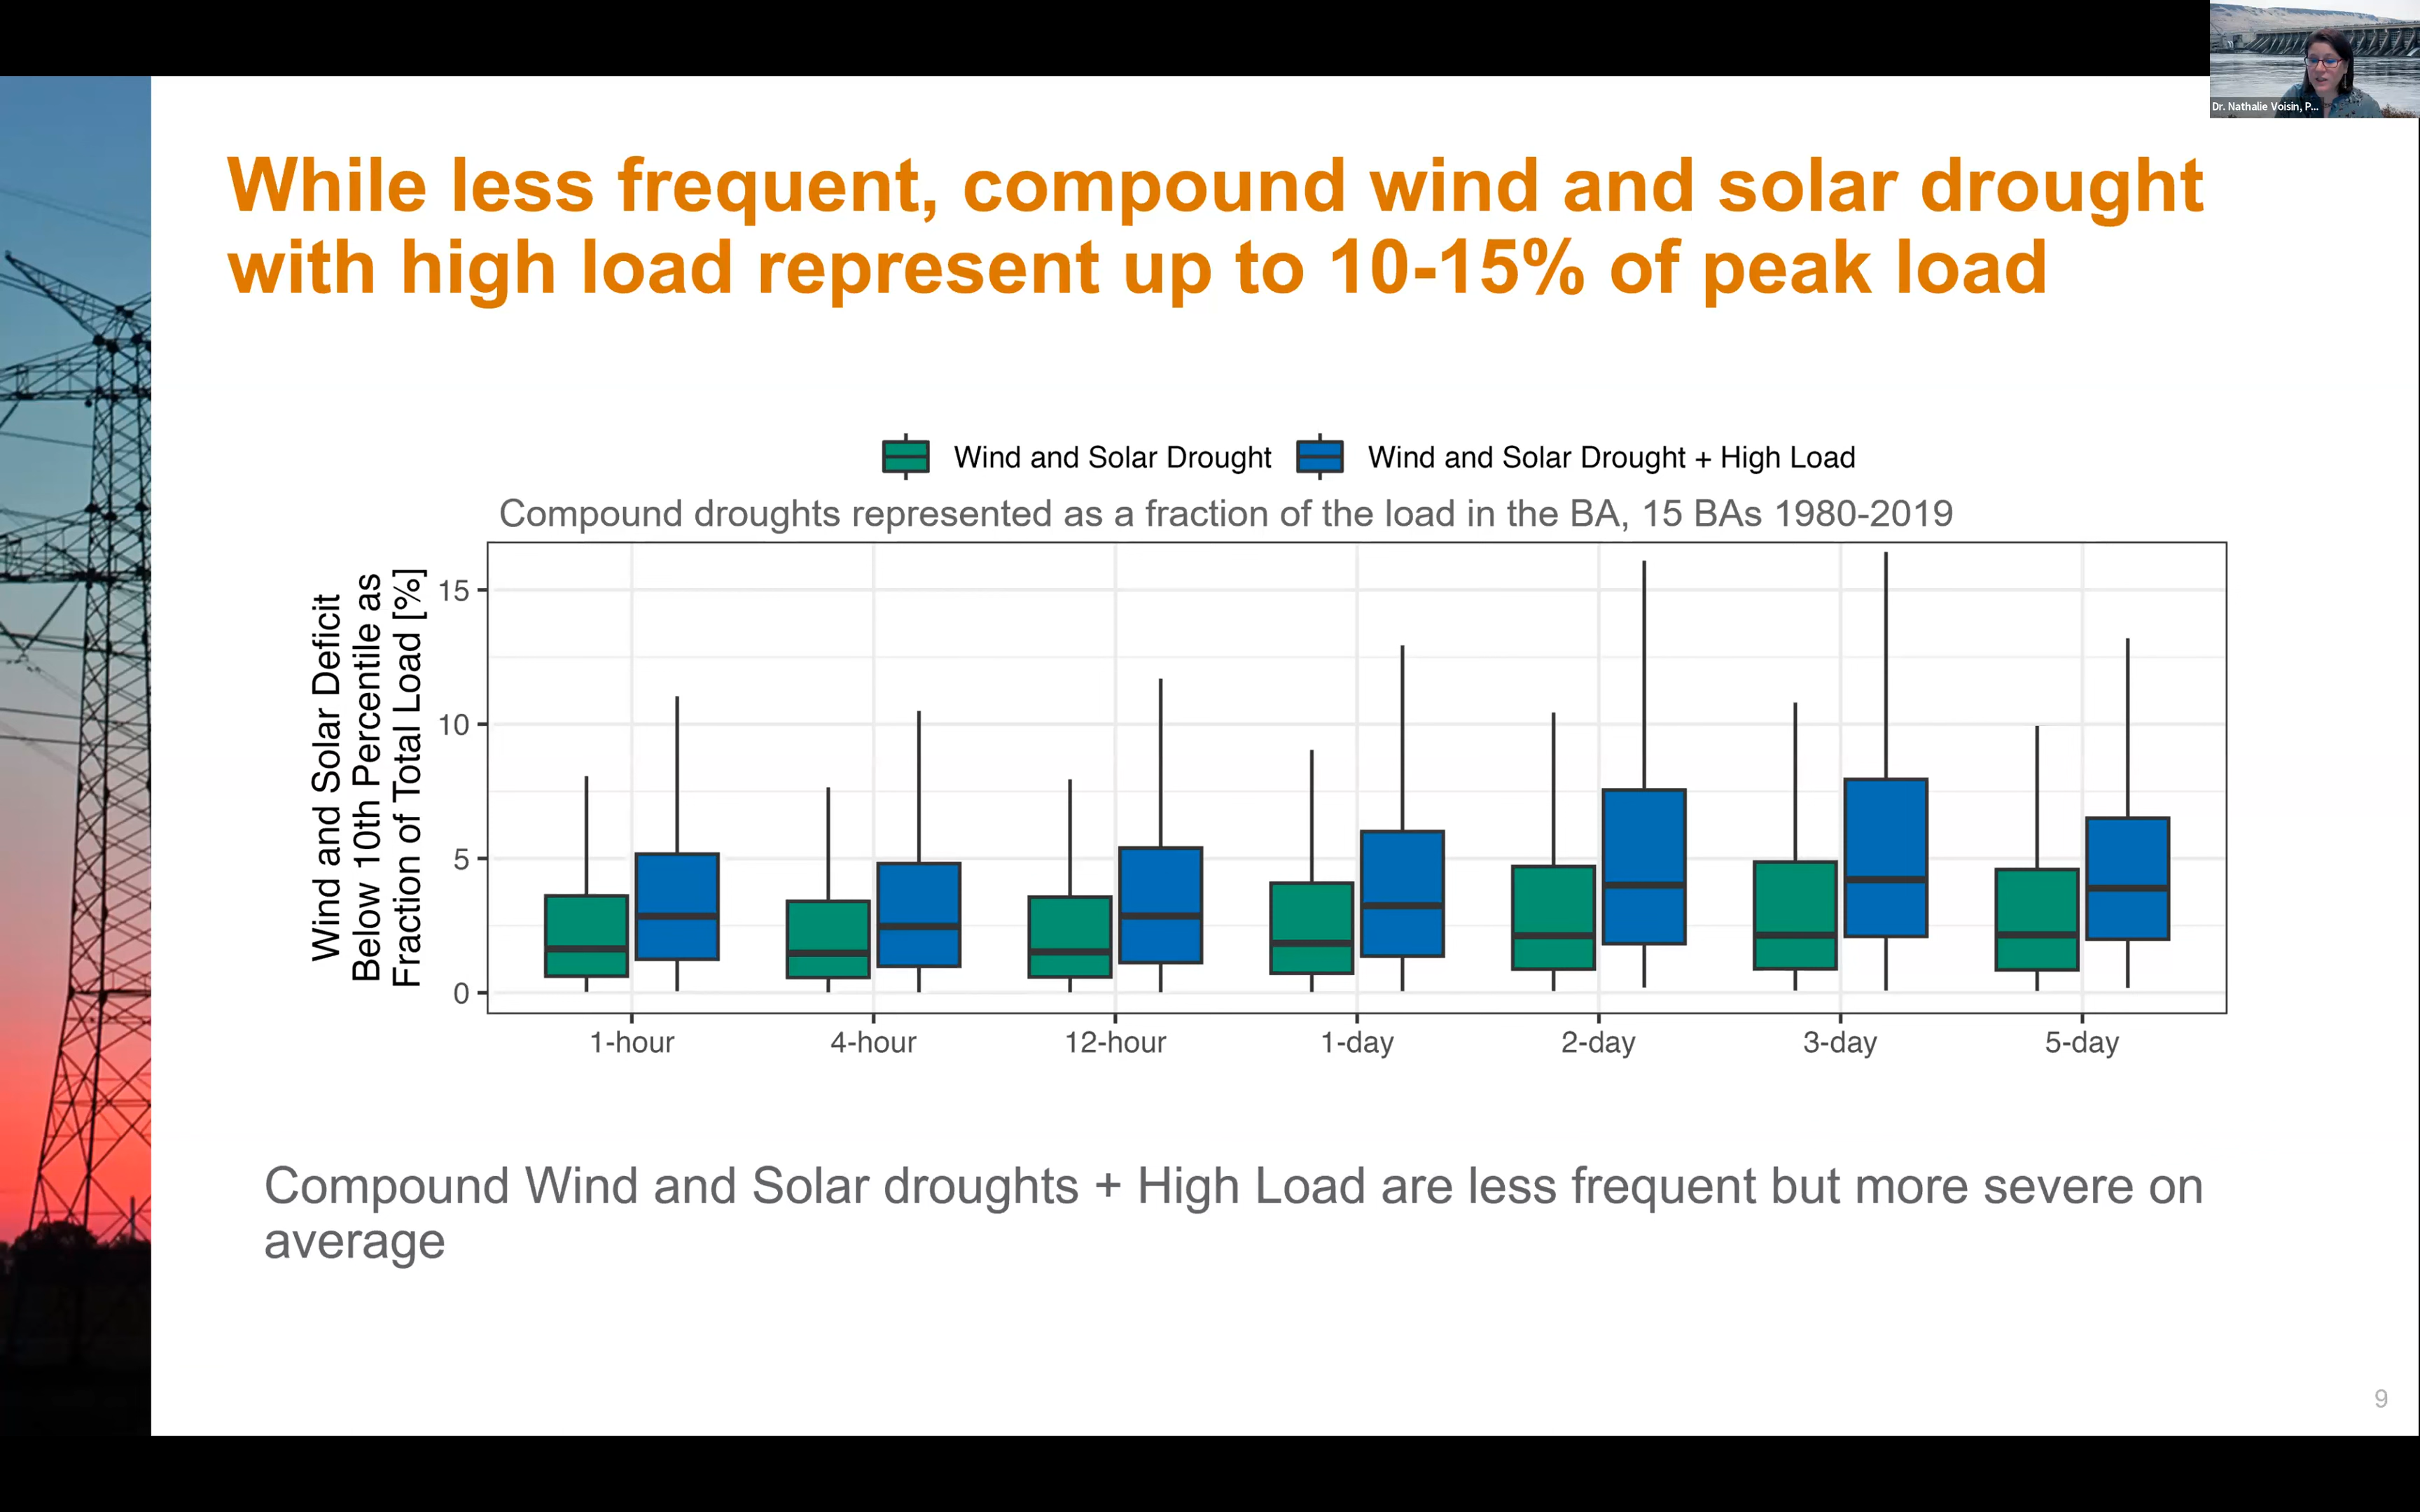 Dr. Nathalie Voisin, P...
While less frequent, compound wind and solar drought
with high load represent up to 10-15% of peak load
Wind and Solar Drought
Wind and Solar Drought + High Load
Compound droughts represented as a fraction of the load in the BA, 15 BAs 1980-2019
Wind and Solar Deficit
Below 10th Percentile as
Fraction of Total Load [%]
15
10
5
0
1-hour
4-hour
12-hour
1-day
2-day
3-day
5-day
Compound Wind and Solar droughts + High Load are less frequent but more severe on
average
9